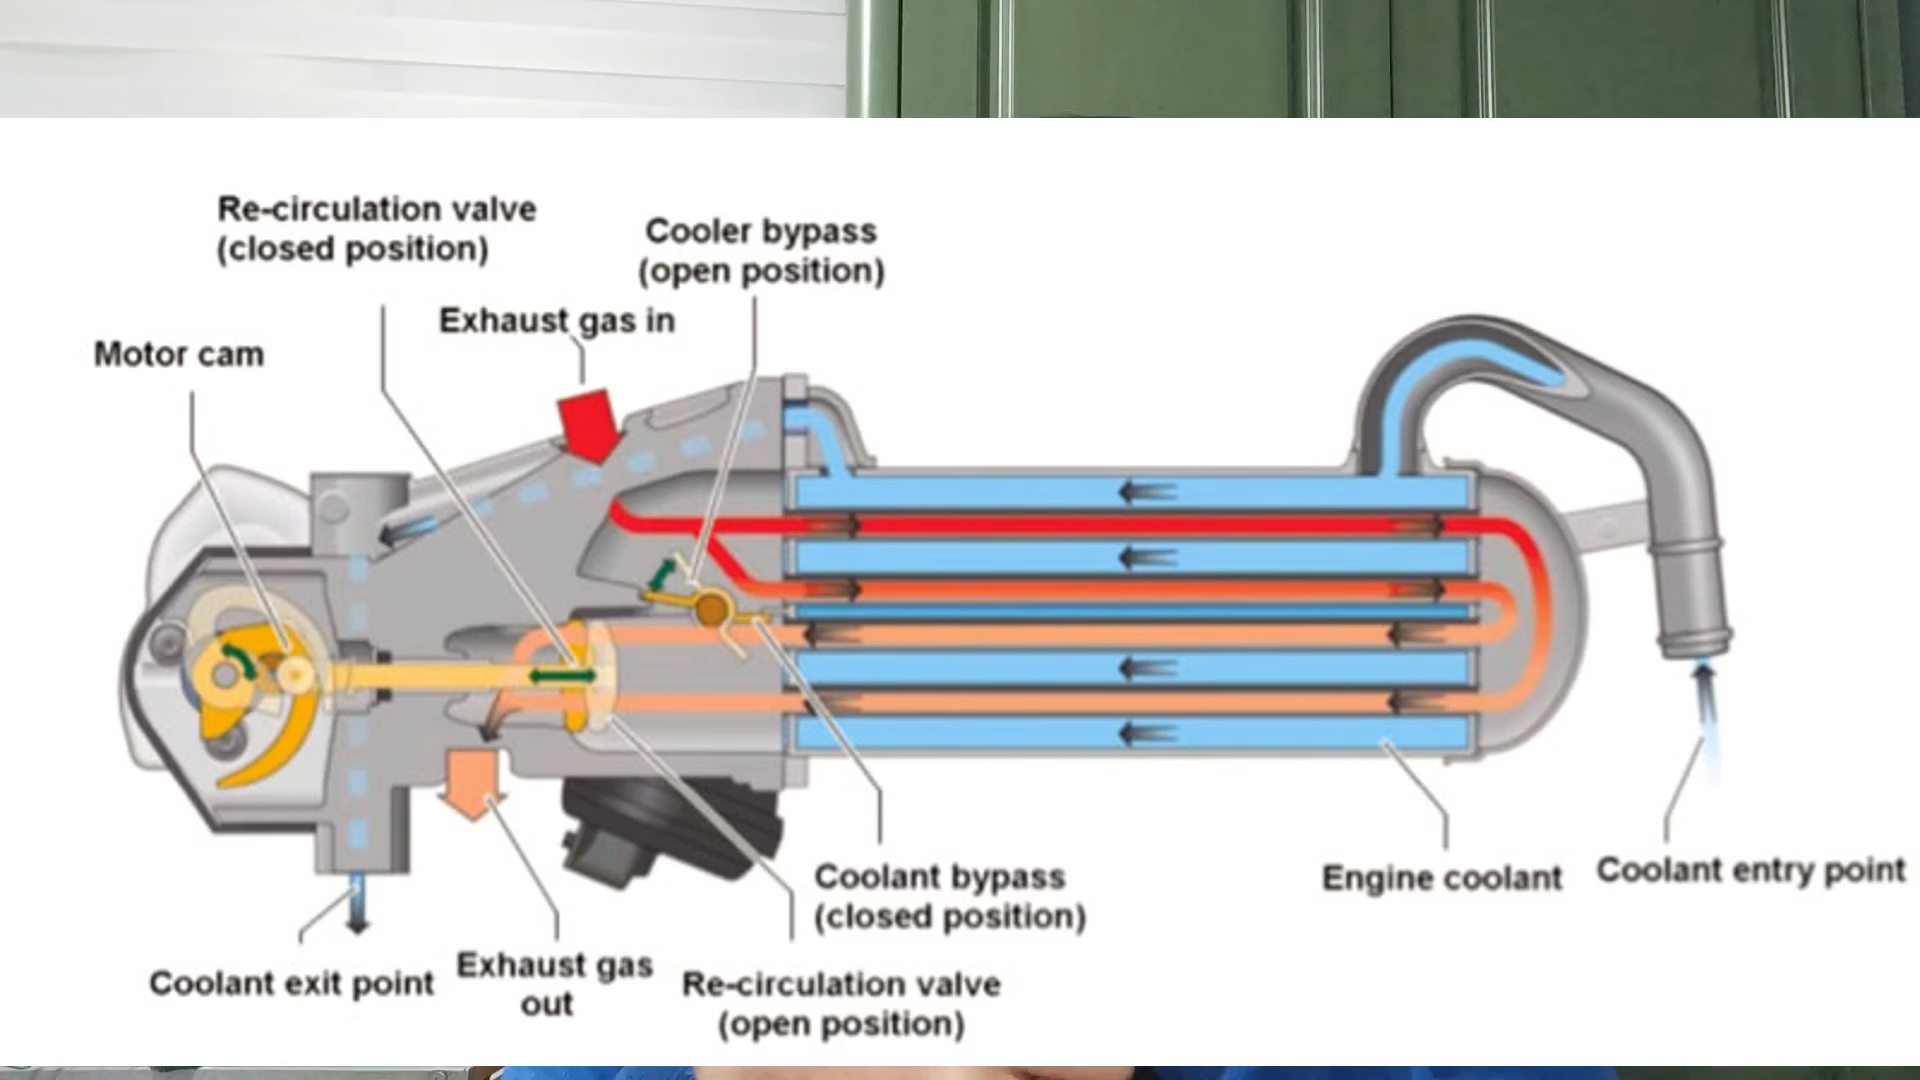 Re-circulation valve
(closed position)
Cooler bypass
(open position)
Exhaust gas in
Motor cam
Coolant bypass
(closed position)
Engine coolant
Coolant entry point
Coolant exit point
Exhaust gas
out
Re-circulation valve
(open position)